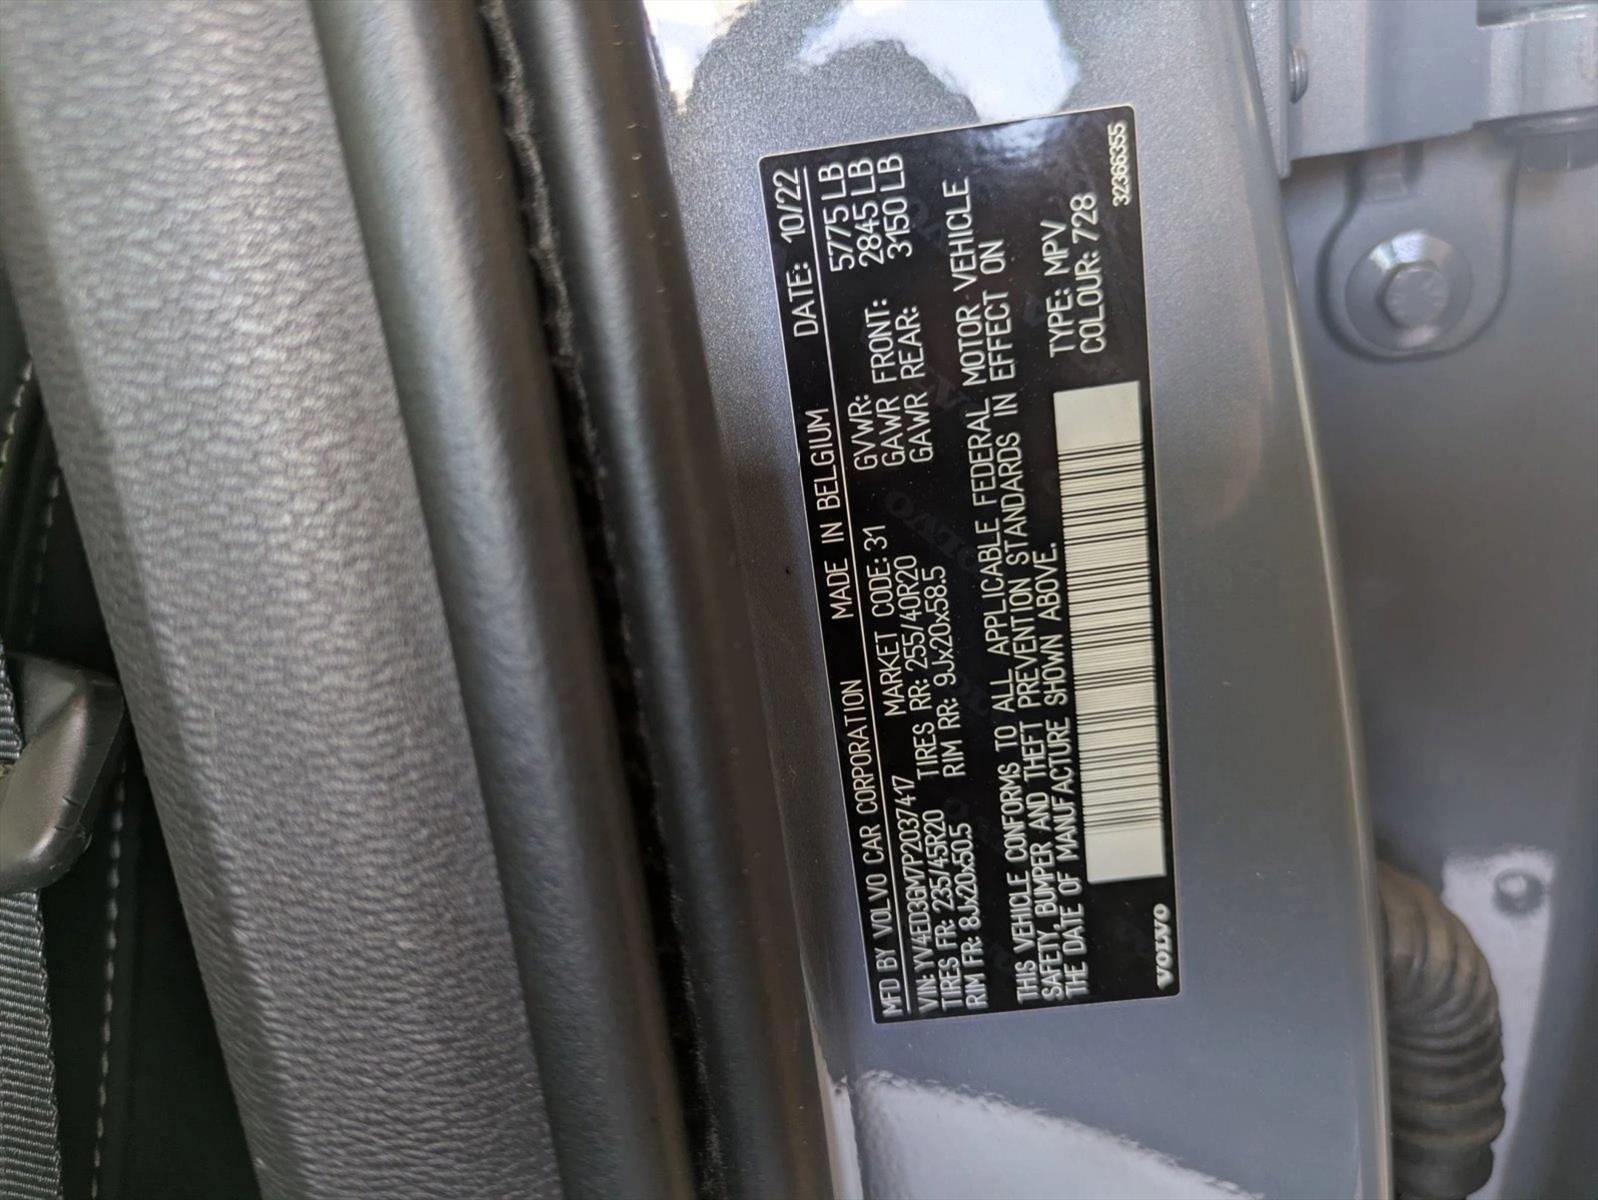 MFD BY VOLVO CAR CORPORATION MADE IN BELGIUM DATE: 10/22
VIN: YV4ED3GM7P2037417 MARKET CODE: 31 GVWR: 5775 LB
TIRES FR: 235/45R20 TIRES RR: 255/40R20 GAWR FRONT: 2845 LB
RIM FR: 8Jx20x50.5 RIM RR: 9Jx20x58.5 GAWR REAR: 3150 LB
THIS VEHICLE CONFORMS TO ALL APPLICABLE FEDERAL MOTOR VEHICLE
SAFETY, BUMPER AND THEFT PREVENTION STANDARDS IN EFFECT ON
THE DATE OF MANUFACTURE SHOWN ABOVE.
TYPE: MPV
COLOUR: 728
VOLVO
32366355